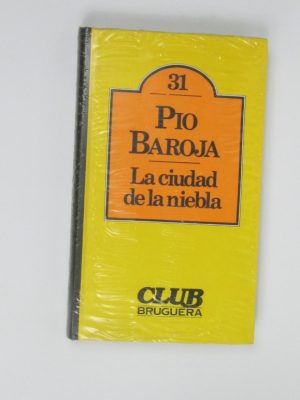 31
PIO
BAROJA
La ciudad
de la niebla
CLUB
BRUGUERA